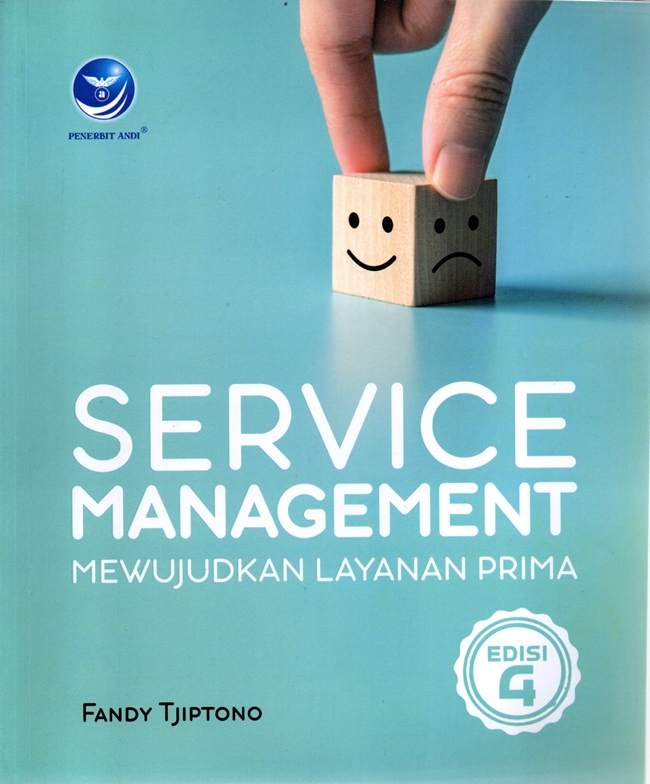 a
PENERBIT ANDI®
SERVICE
MANAGEMENT
MEWUJUDKAN LAYANAN PRIMA
EDISI
4
FANDY TJIPTONO